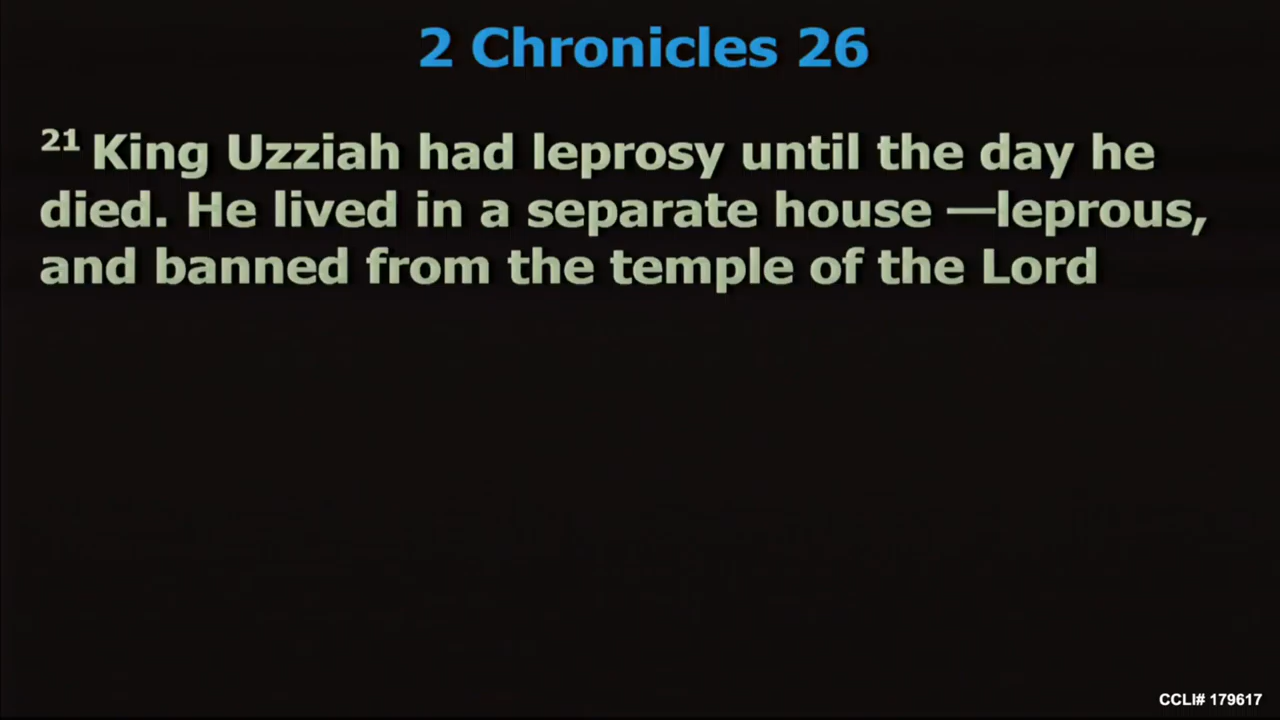 2 Chronicles 26
21 King Uzziah had leprosy until the day he
died. He lived in a separate house —leprous,
and banned from the temple of the Lord
CCLI# 179617